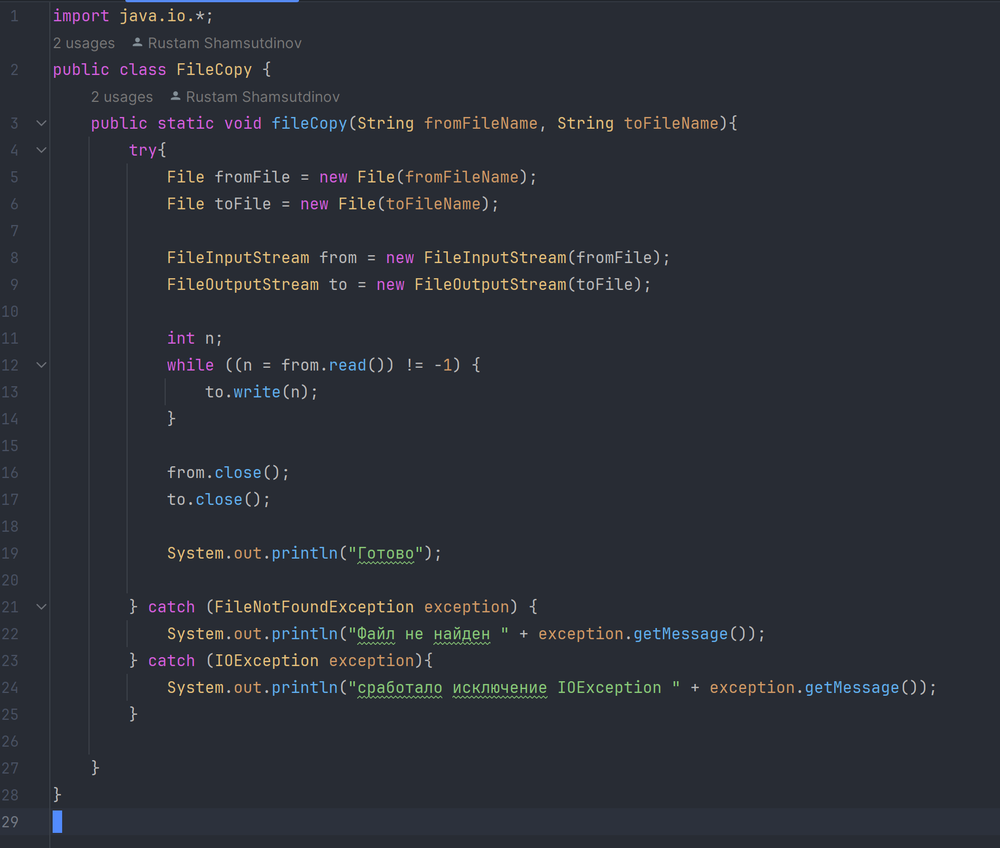 1 import java.io.*;
2 usages Rustam Shamsutdinov
2 public class FileCopy {
2 usages Rustam Shamsutdinov
3 public static void fileCopy(String fromFileName, String toFileName){
4 try{
5 File fromFile = new File(fromFileName);
6 File toFile = new File(toFileName);
7
8 FileInputStream from = new FileInputStream(fromFile);
9 FileOutputStream to = new FileOutputStream(toFile);
10
11 int n;
12 while ((n = from.read()) != -1) {
13 to.write(n);
14 }
15
16 from.close();
17 to.close();
18
19 System.out.println("Готово");
20
21 } catch (FileNotFoundException exception) {
22 System.out.println("Файл не найден " + exception.getMessage());
23 } catch (IOException exception){
24 System.out.println("сработало исключение IOException " + exception.getMessage());
25 }
26
27 }
28 }
29